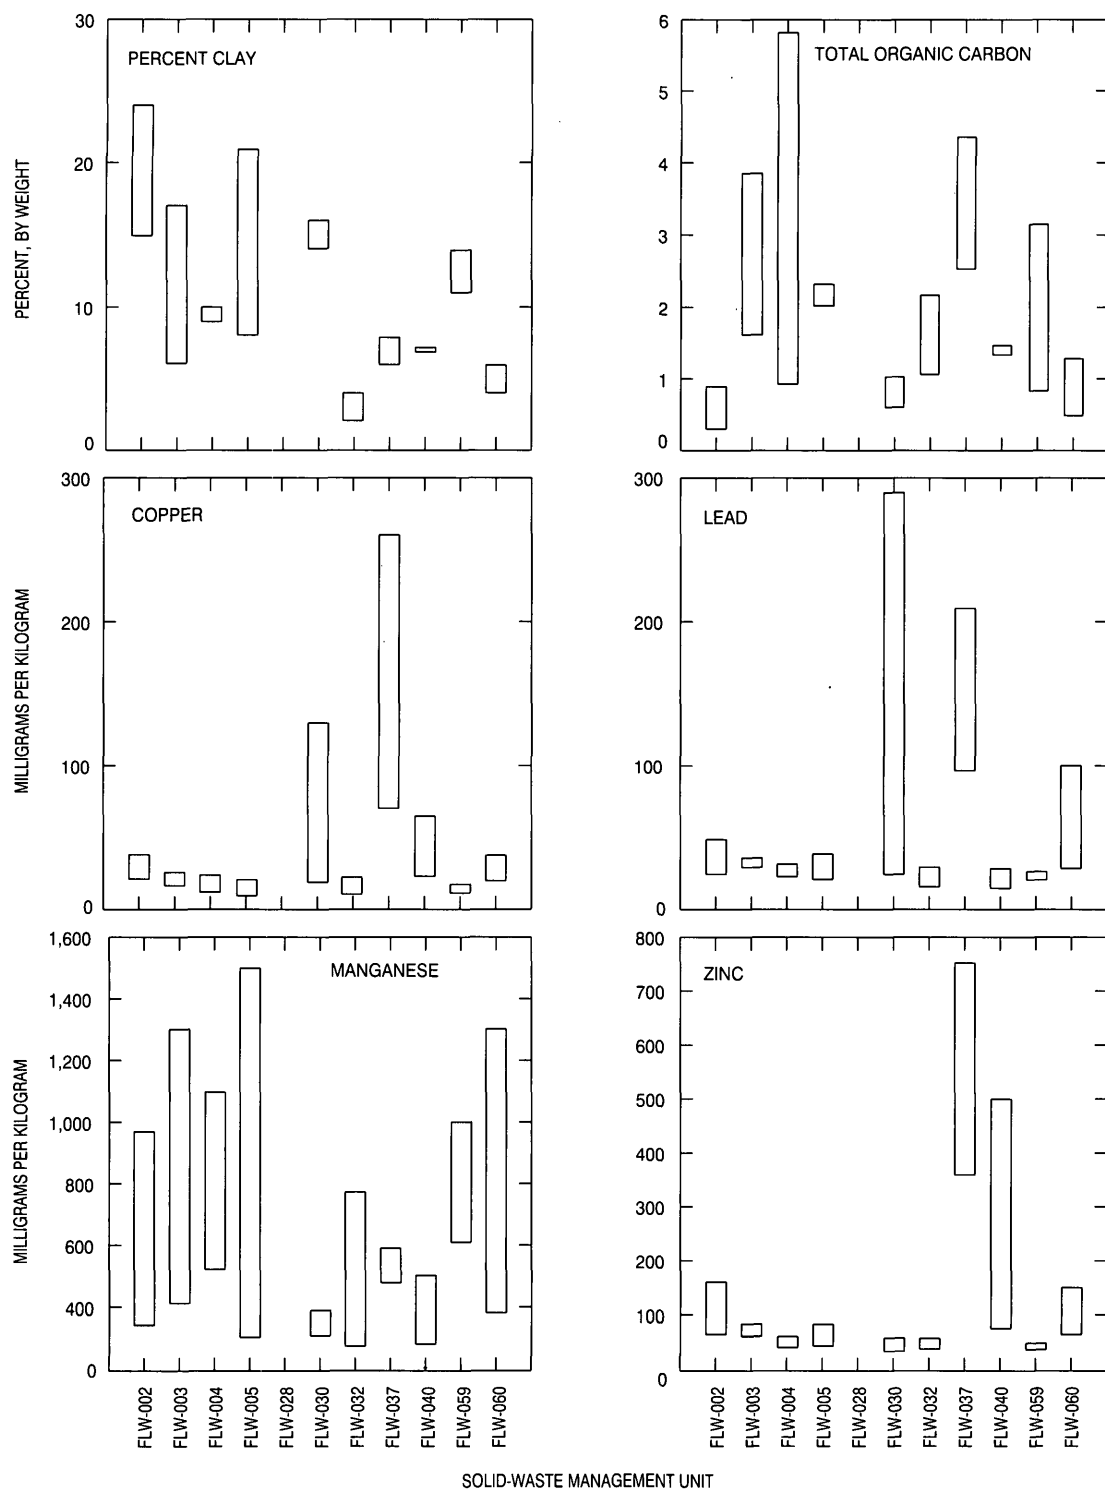 PERCENT, BY WEIGHT
30
20
10
0
PERCENT CLAY
6
5
4
3
2
1
0
TOTAL ORGANIC CARBON
MILLIGRAMS PER KILOGRAM
300
200
100
0
COPPER
300
200
100
0
LEAD
MILLIGRAMS PER KILOGRAM
1,600
1,400
1,200
1,000
800
600
400
0
MANGANESE
800
700
600
500
400
300
200
100
0
ZINC
FLW-002
FLW-003
FLW-004
FLW-005
FLW-028
FLW-030
FLW-032
FLW-037
FLW-040
FLW-059
FLW-060
FLW-002
FLW-003
FLW-004
FLW-005
FLW-028
FLW-030
FLW-032
FLW-037
FLW-040
FLW-059
FLW-060
SOLID-WASTE MANAGEMENT UNIT